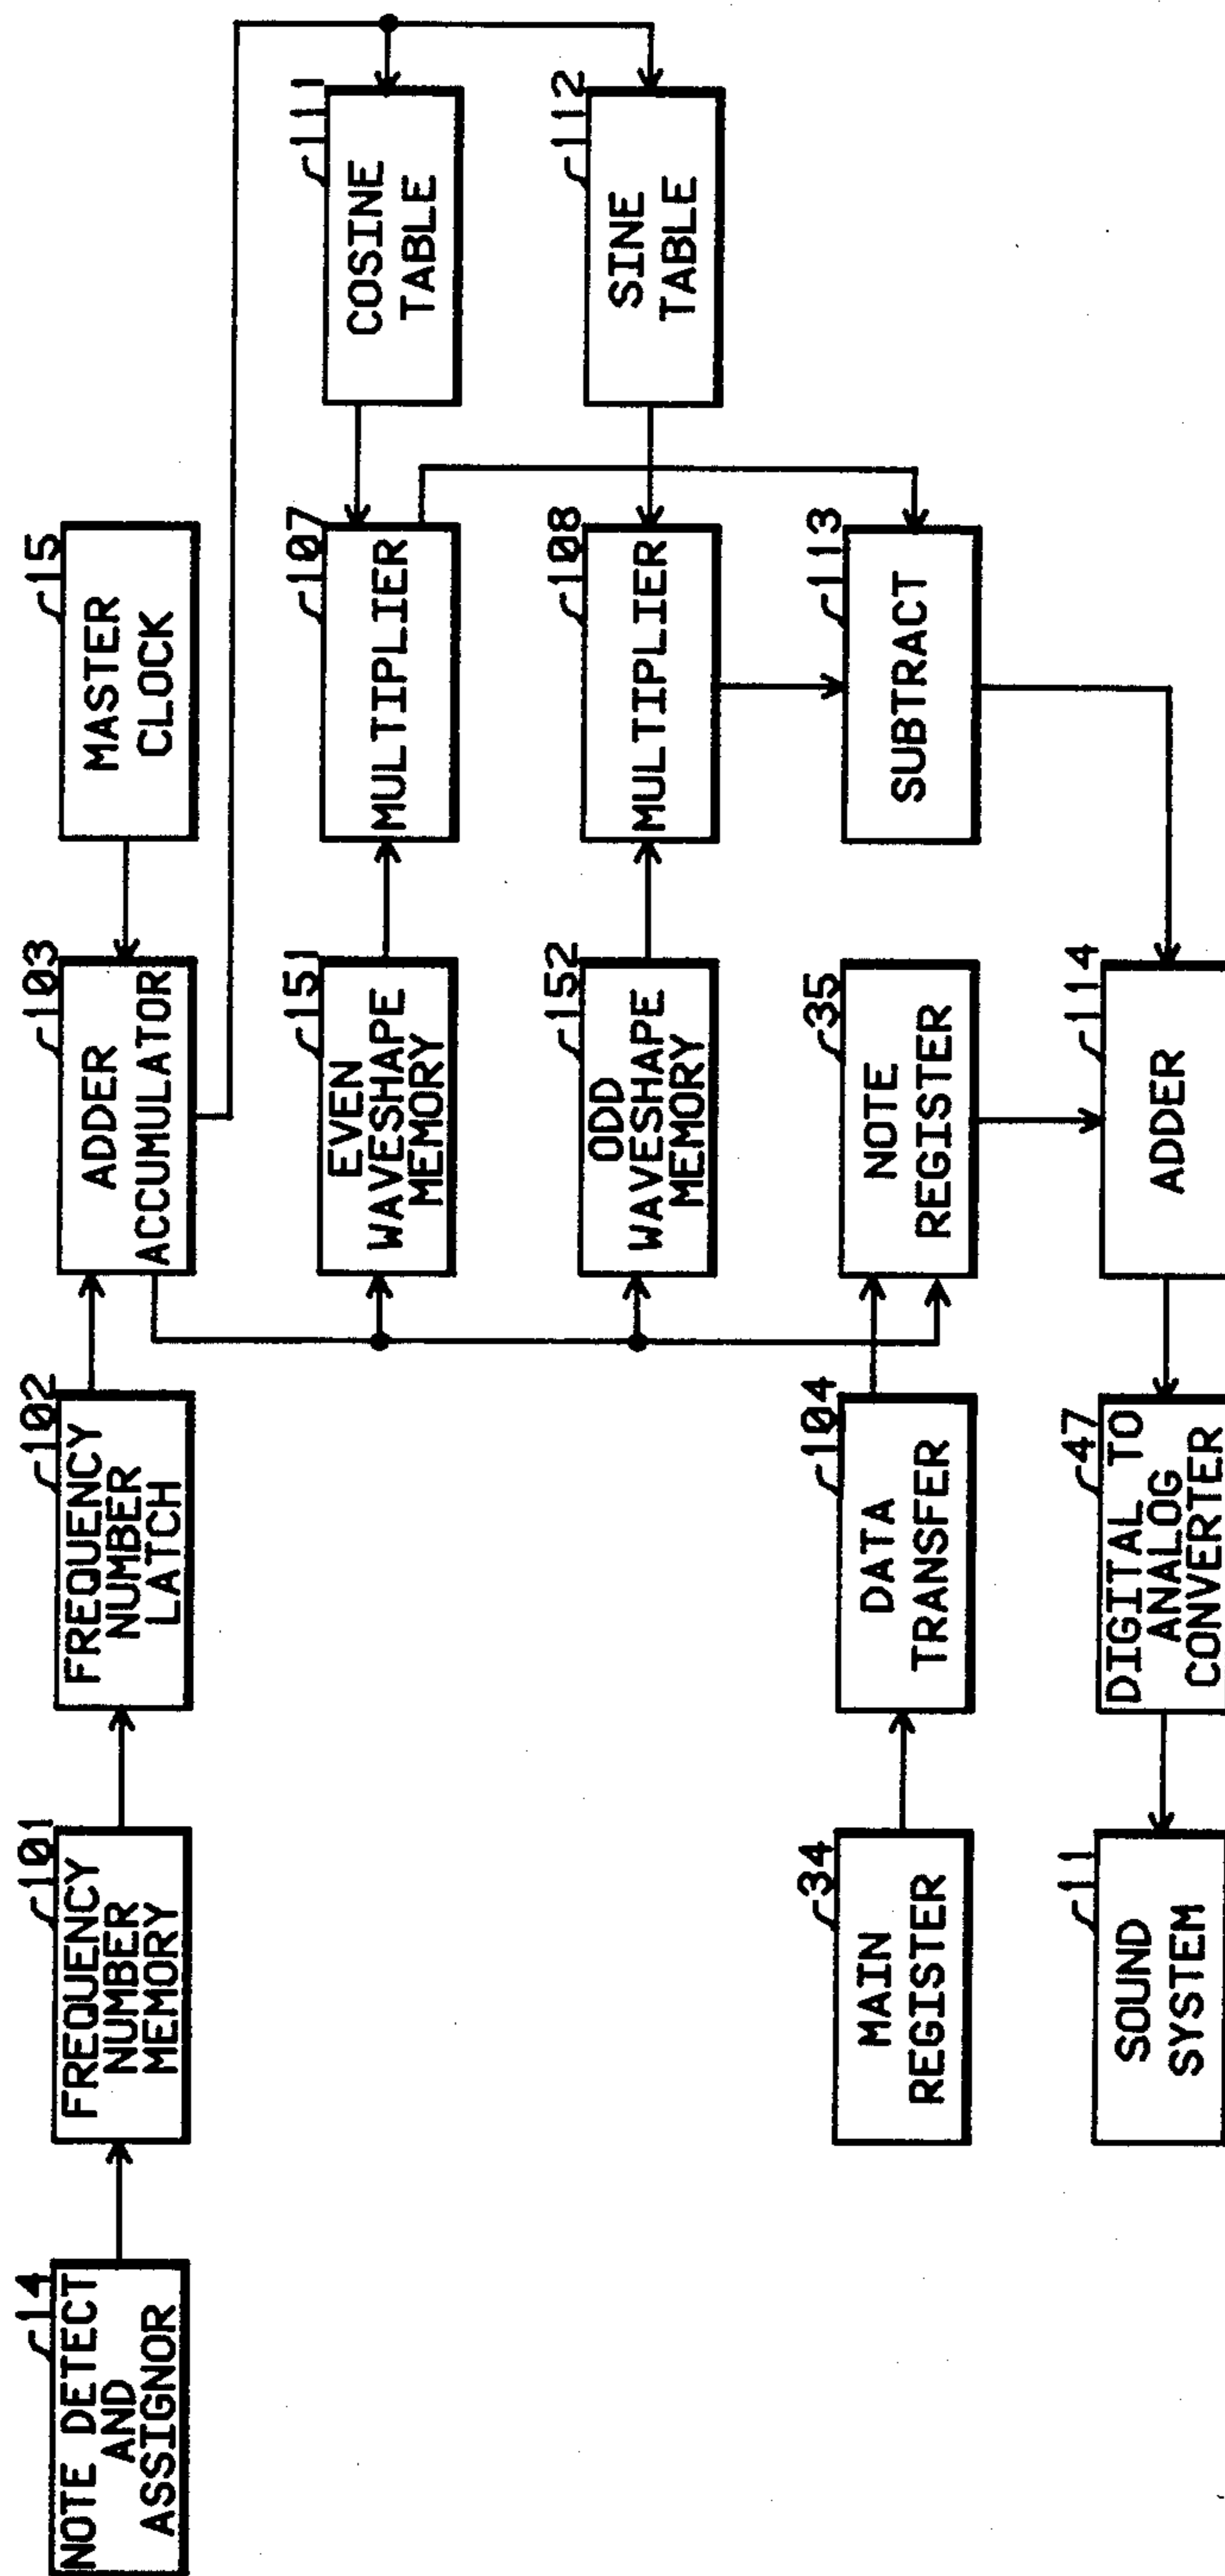 14
NOTE DETECT
AND
ASSIGNOR
101
FREQUENCY
NUMBER
MEMORY
102
FREQUENCY
NUMBER
LATCH
103
ADDER
ACCUMULATOR
15
MASTER
CLOCK
151
EVEN
WAVESHAPE
MEMORY
107
MULTIPLIER
111
COSINE
TABLE
152
ODD
WAVESHAPE
MEMORY
108
MULTIPLIER
112
SINE
TABLE
34
MAIN
REGISTER
104
DATA
TRANSFER
35
NOTE
REGISTER
113
SUBTRACT
11
SOUND
SYSTEM
47
DIGITAL TO
ANALOG
CONVERTER
114
ADDER